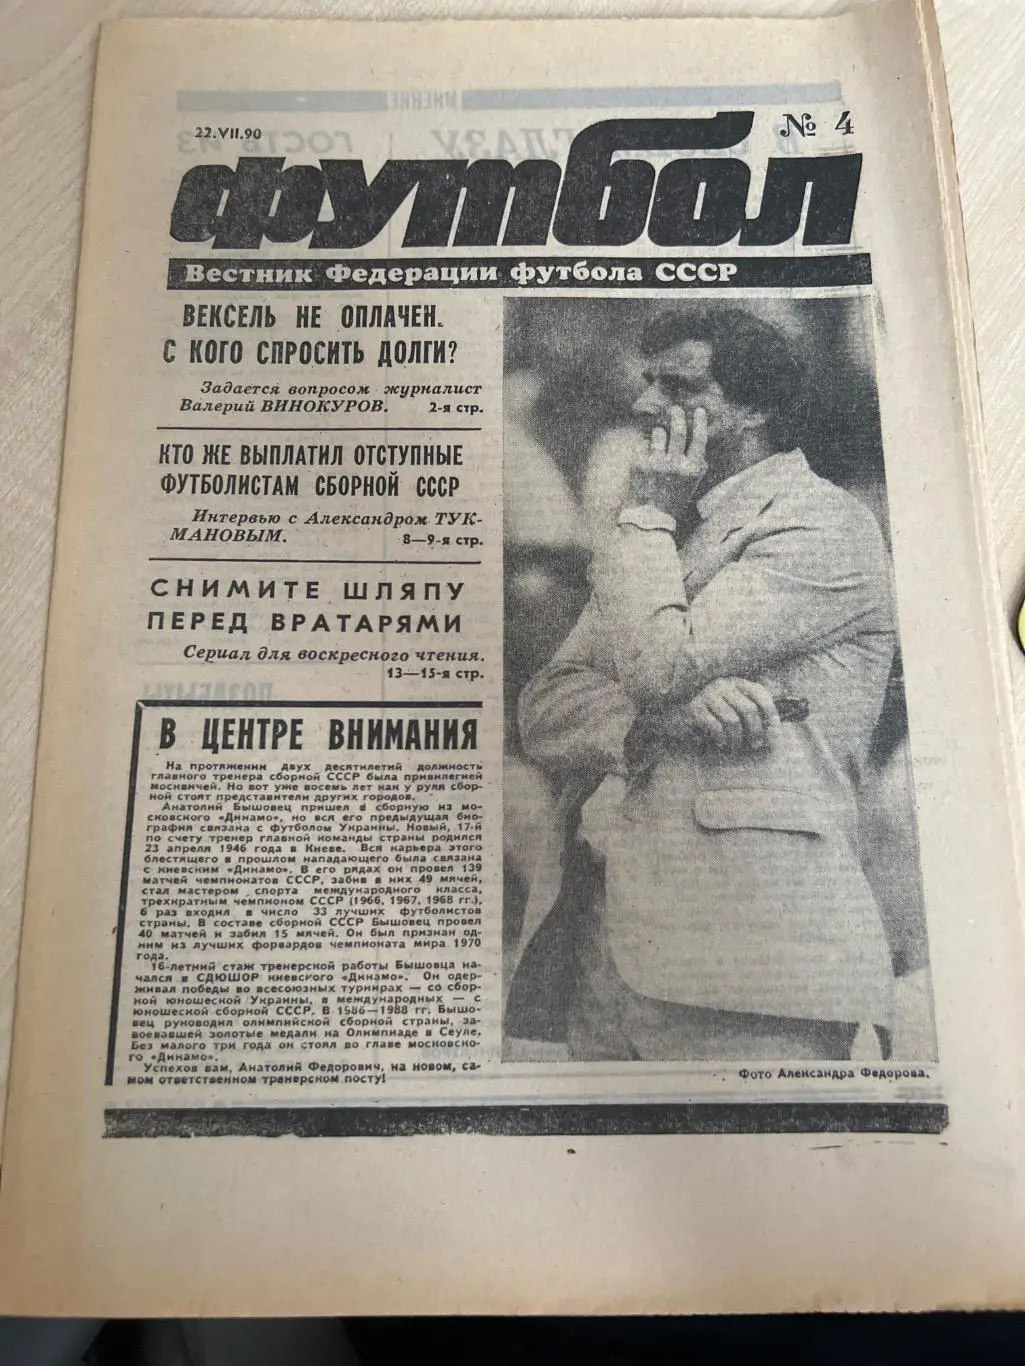 22.VII.90
№ 4
футбол
Вестник Федерации футбола СССР
ВЕКСЕЛЬ НЕ ОПЛАЧЕН.
С КОГО СПРОСИТЬ ДОЛГИ?
Задается вопросом журналист
Валерий ВИНОКУРОВ. 2-я стр.
КТО ЖЕ ВЫПЛАТИЛ ОТСТУПНЫЕ
ФУТБОЛИСТАМ СБОРНОЙ СССР
Интервью с Александром ТУК-
МАНОВЫМ. 8—9-я стр.
СНИМИТЕ ШЛЯПУ
ПЕРЕД ВРАТАРЯМИ
Сериал для воскресного чтения.
13—15-я стр.
В ЦЕНТРЕ ВНИМАНИЯ
На протяжении двух десятилетий должность
главного тренера сборной СССР была привилегией
москвичей. Но вот уже восемь лет как у руля сбор-
ной стоят представители других городов.
Анатолий Бышовец пришел в сборную из мо-
сковского «Динамо», но вся его предыдущая био-
графия связана с футболом Украины. Новый, 17-й
по счету тренер главной команды страны родился
23 апреля 1946 года в Киеве. Вся карьера этого
блестящего в прошлом нападающего была связана
с киевским «Динамо». В его рядах он провел 139
матчей чемпионатов СССР, забив в них 49 мячей,
стал мастером спорта международного класса,
трехкратным чемпионом СССР (1966, 1967, 1968 гг.),
6 раз входил в число 33 лучших футболистов
страны. В составе сборной СССР Бышовец провел
40 матчей и забил 15 мячей. Он был признан од-
ним из лучших форвардов чемпионата мира 1970
года.
16-летний стаж тренерской работы Бышовца на-
чался в СДЮШОР киевского «Динамо». Он одер-
живал победы во всесоюзных турнирах — со сбор-
ной юношеской Украины, в международных — с
юношеской сборной СССР. В 1986—1988 гг. Бышо-
вец руководил олимпийской сборной страны, за-
воевавшей золотые медали на Олимпиаде в Сеуле.
Без малого три года он стоял во главе московско-
го «Динамо».
Успехов вам, Анатолий Федорович, на новом, са-
мом ответственном тренерском посту!
Фото Александра Федорова.